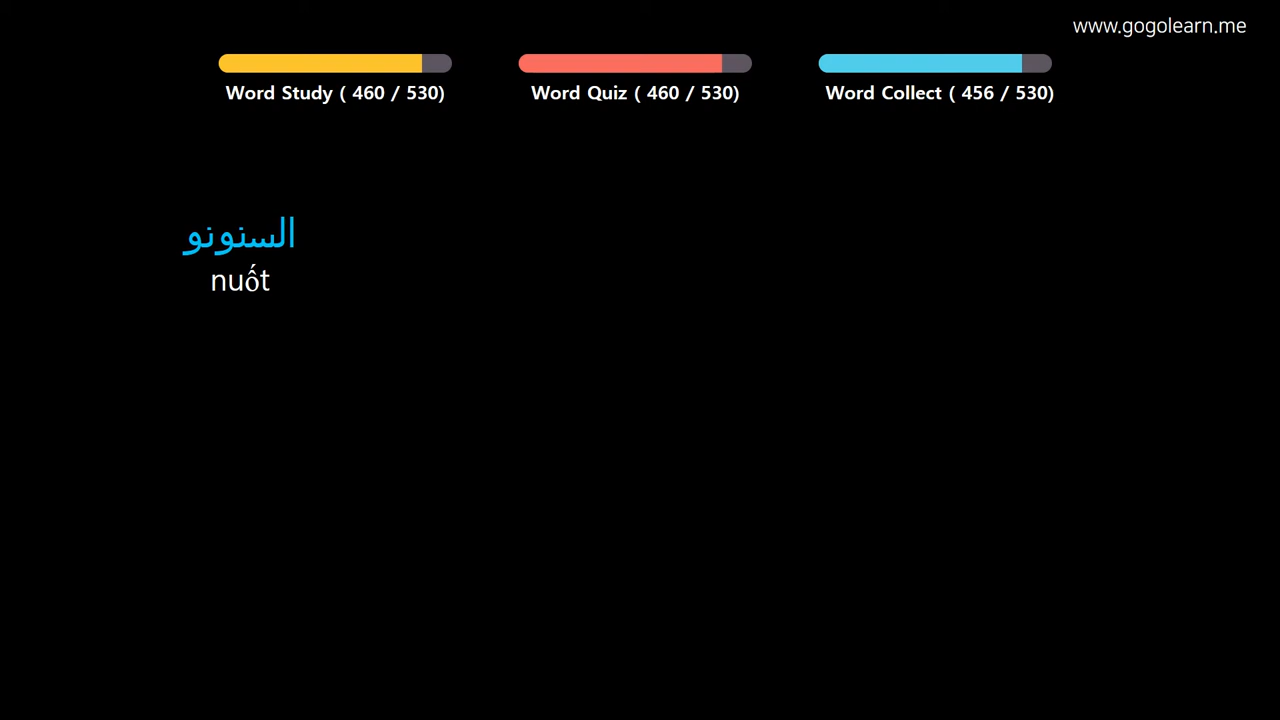 www.gogolearn.me
Word Study ( 460 / 530)
Word Quiz ( 460 / 530)
Word Collect ( 456 / 530)
السنونو
nuốt